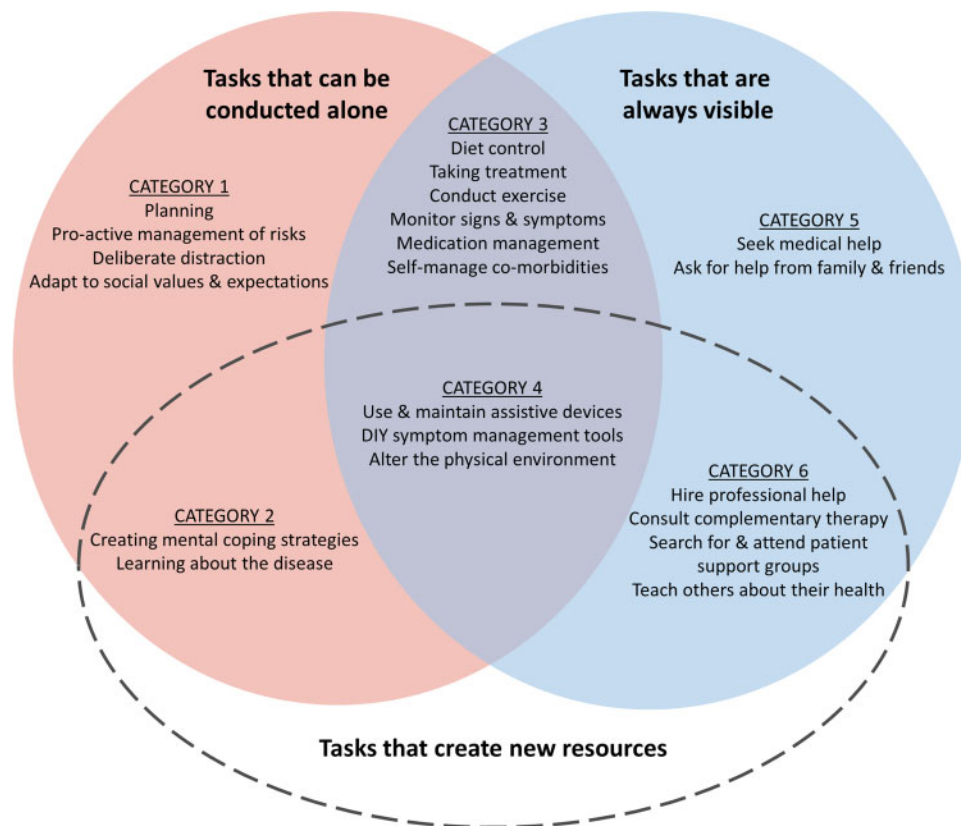 Tasks that can be
conducted alone
Tasks that are
always visible
CATEGORY 1
Planning
Pro-active management of risks
Deliberate distraction
Adapt to social values & expectations
CATEGORY 3
Diet control
Taking treatment
Conduct exercise
Monitor signs & symptoms
Medication management
Self-manage co-morbidities
CATEGORY 5
Seek medical help
Ask for help from family & friends
CATEGORY 4
Use & maintain assistive devices
DIY symptom management tools
Alter the physical environment
CATEGORY 2
Creating mental coping strategies
Learning about the disease
CATEGORY 6
Hire professional help
Consult complementary therapy
Search for & attend patient
support groups
Teach others about their health
Tasks that create new resources